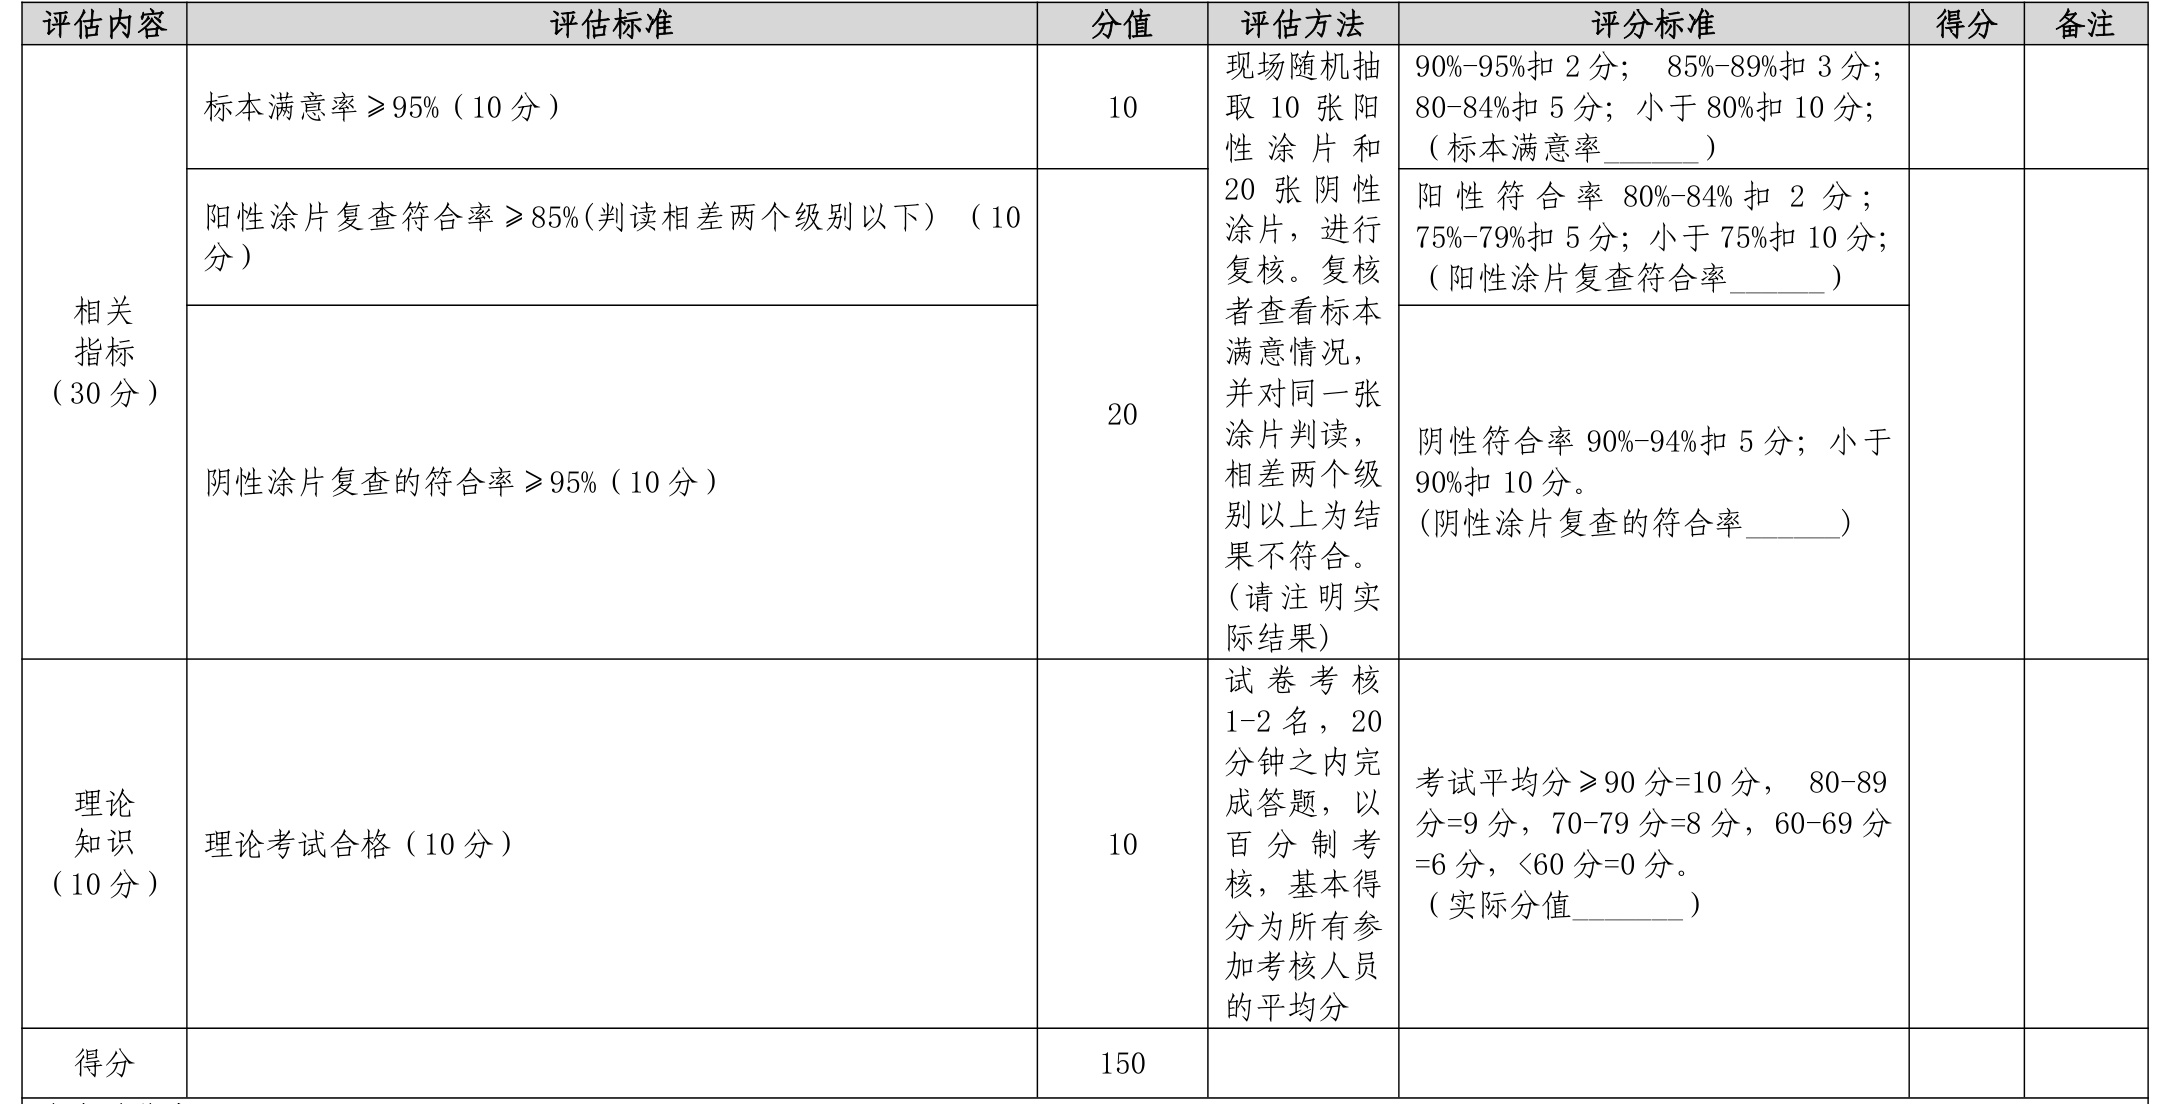 评估内容 评估标准 分值 评估方法 评分标准 得分 备注
相关
指标
（30 分）
标本满意率≥95%（10 分）
10
现场随机抽
取 10 张阳
性涂片和
20 张阴性
涂片，进行
复核。复核
者查看标本
满意情况，
并对同一张
涂片判读，
相差两个级
别以上为结
果不符合。
(请注明实
际结果)
90%-95%扣 2 分； 85%-89%扣 3 分；
80-84%扣 5 分；小于 80%扣 10 分；
（标本满意率______）
阳性涂片复查符合率≥85%(判读相差两个级别以下) （10
分）
20
阳性符合率 80%-84%扣 2 分；
75%-79%扣 5 分；小于 75%扣 10 分；
（阳性涂片复查符合率______）
阴性涂片复查的符合率≥95%（10 分）
阴性符合率 90%-94%扣 5 分；小于
90%扣 10 分。
(阴性涂片复查的符合率______)
理论
知识
（10 分）
理论考试合格（10 分）
10
试卷考核
1-2 名，20
分钟之内完
成答题，以
百分制考
核，基本得
分为所有参
加考核人员
的平均分
考试平均分≥90 分=10 分， 80-89
分=9 分，70-79 分=8 分，60-69 分
=6 分，<60 分=0 分。
（实际分值_______）
得分
150